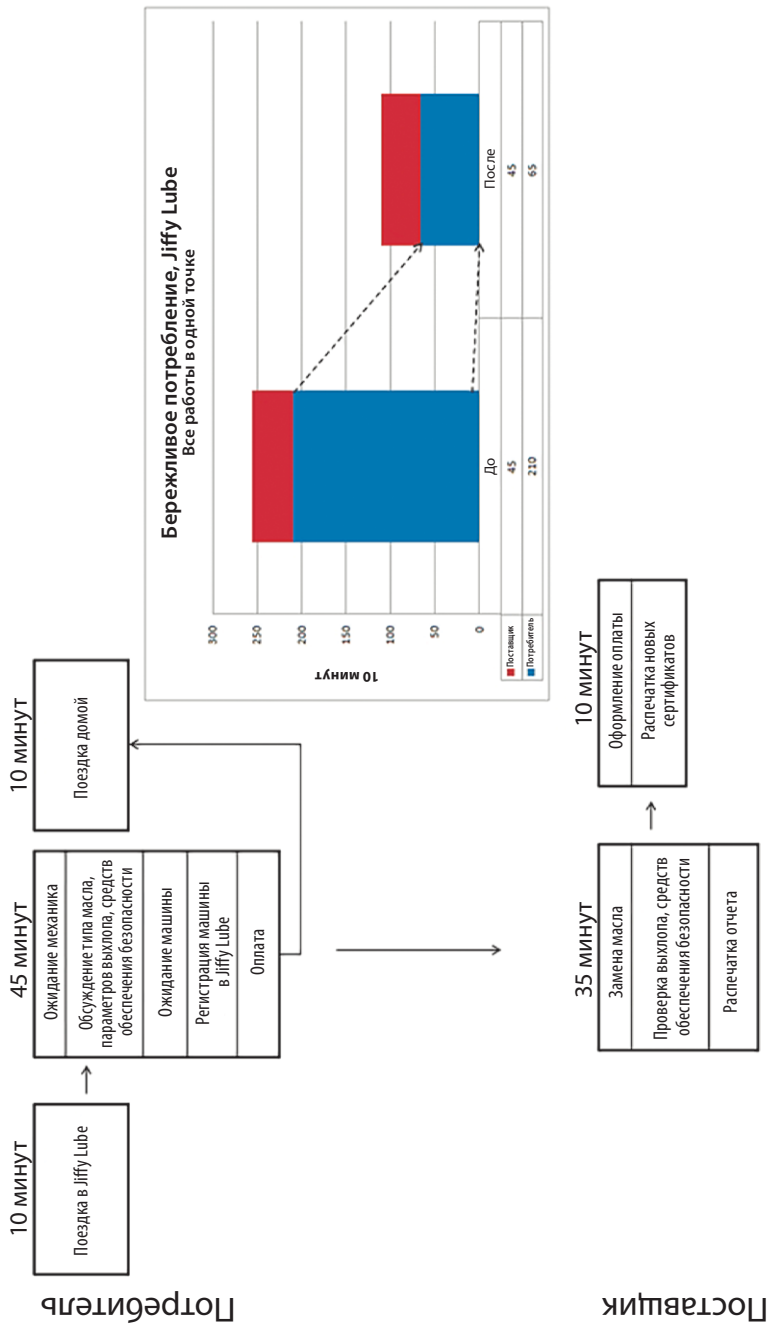 Потребитель
10 минут
Поездка в Jiffy Lube
45 минут
Ожидание механика
Обсуждение типа масла,
параметров выхлопа, средств
обеспечения безопасности
Ожидание машины
Регистрация машины
в Jiffy Lube
Оплата
10 минут
Поездка домой
Поставщик
35 минут
Замена масла
Проверка выхлопа, средств
обеспечения безопасности
Распечатка отчета
10 минут
Оформление оплаты
Распечатка новых
сертификатов
Бережливое потребление, Jiffy Lube
Все работы в одной точке
10 минут
300
250
200
150
100
50
0
До
После
Поставщик 45 45
Потребитель 210 65